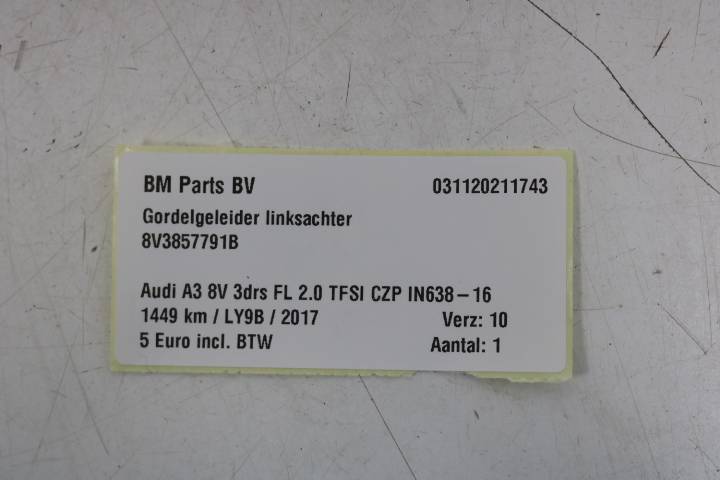 BM Parts BV 031120211743
Gordelgeleider linksachter
8V3857791B
Audi A3 8V 3drs FL 2.0 TFSI CZP IN638-16
1449 km / LY9B / 2017 Verz: 10
5 Euro incl. BTW Aantal: 1